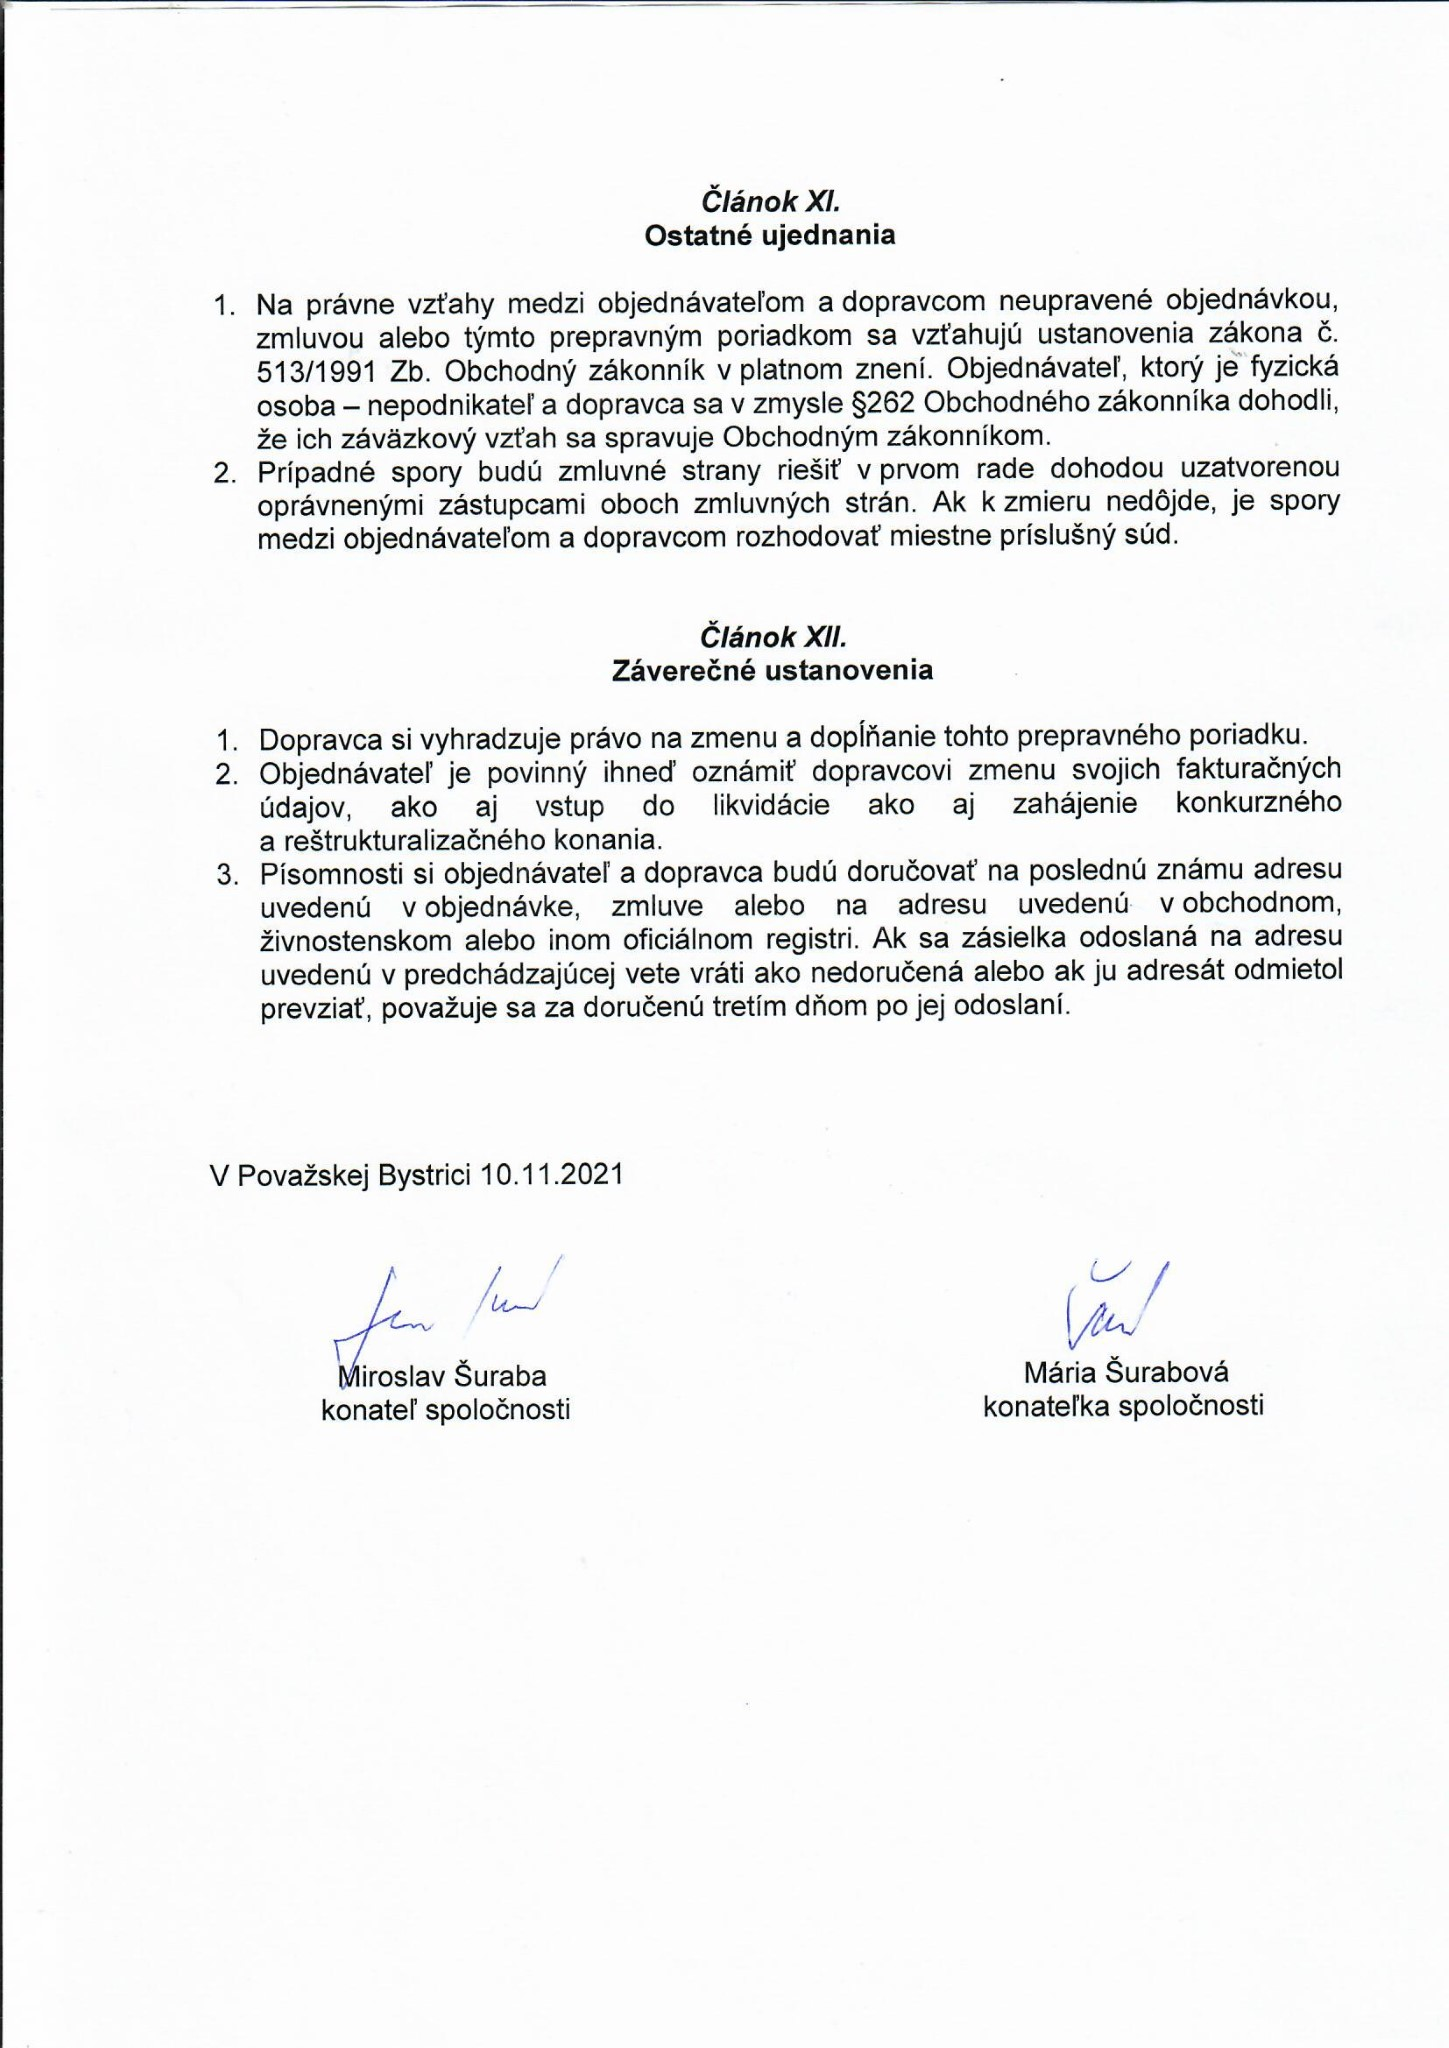 Článok XI.
Ostatné ujednania
1. Na právne vzťahy medzi objednávateľom a dopravcom neupravené objednávkou,
zmluvou alebo týmto prepravným poriadkom sa vzťahujú ustanovenia zákona č.
513/1991 Zb. Obchodný zákonník v platnom znení. Objednávateľ, ktorý je fyzická
osoba – nepodnikateľ a dopravca sa v zmysle §262 Obchodného zákonníka dohodli,
že ich záväzkový vzťah sa spravuje Obchodným zákonníkom.
2. Prípadné spory budú zmluvné strany riešiť v prvom rade dohodou uzatvorenou
oprávnenými zástupcami oboch zmluvných strán. Ak k zmieru nedôjde, je spory
medzi objednávateľom a dopravcom rozhodovať miestne príslušný súd.
Článok XII.
Záverečné ustanovenia
1. Dopravca si vyhradzuje právo na zmenu a dopĺňanie tohto prepravného poriadku.
2. Objednávateľ je povinný ihneď oznámiť dopravcovi zmenu svojich fakturačných
údajov, ako aj vstup do likvidácie ako aj zahájenie konkurzného
a reštrukturalizačného konania.
3. Písomnosti si objednávateľ a dopravca budú doručovať na poslednú známu adresu
uvedenú v objednávke, zmluve alebo na adresu uvedenú v obchodnom,
živnostenskom alebo inom oficiálnom registri. Ak sa zásielka odoslaná na adresu
uvedenú v predchádzajúcej vete vráti ako nedoručená alebo ak ju adresát odmietol
prevziať, považuje sa za doručenú tretím dňom po jej odoslaní.
V Považskej Bystrici 10.11.2021
Miroslav Šuraba
konateľ spoločnosti
Mária Šurabová
konateľka spoločnosti